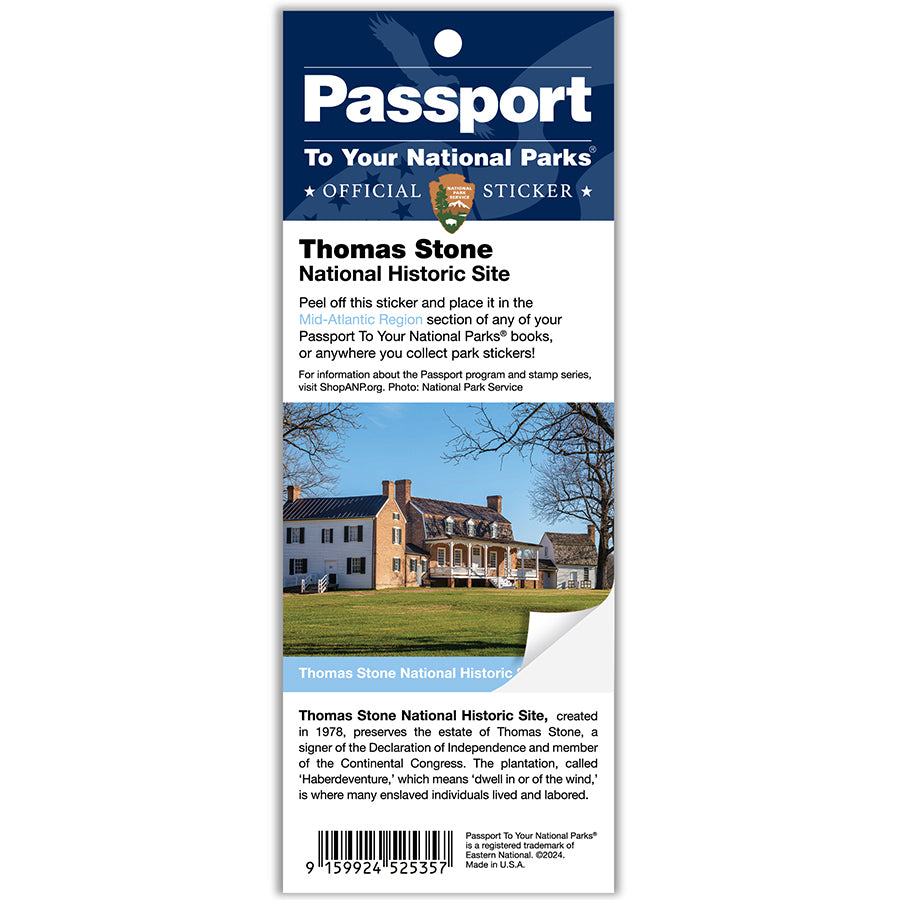 Passport
To Your National Parks®
★ OFFICIAL STICKER ★
NATIONAL
PARK
SERVICE
Thomas Stone
National Historic Site
Peel off this sticker and place it in the
Mid-Atlantic Region section of any of your
Passport To Your National Parks® books,
or anywhere you collect park stickers!
For information about the Passport program and stamp series,
visit ShopANP.org. Photo: National Park Service
Thomas Stone National Historic
Thomas Stone National Historic Site, created
in 1978, preserves the estate of Thomas Stone, a
signer of the Declaration of Independence and member
of the Continental Congress. The plantation, called
‘Haberdeventure,’ which means ‘dwell in or of the wind,’
is where many enslaved individuals lived and labored.
9 159924 525357
Passport To Your National Parks®
is a registered trademark of
Eastern National. ©2024.
Made in U.S.A.